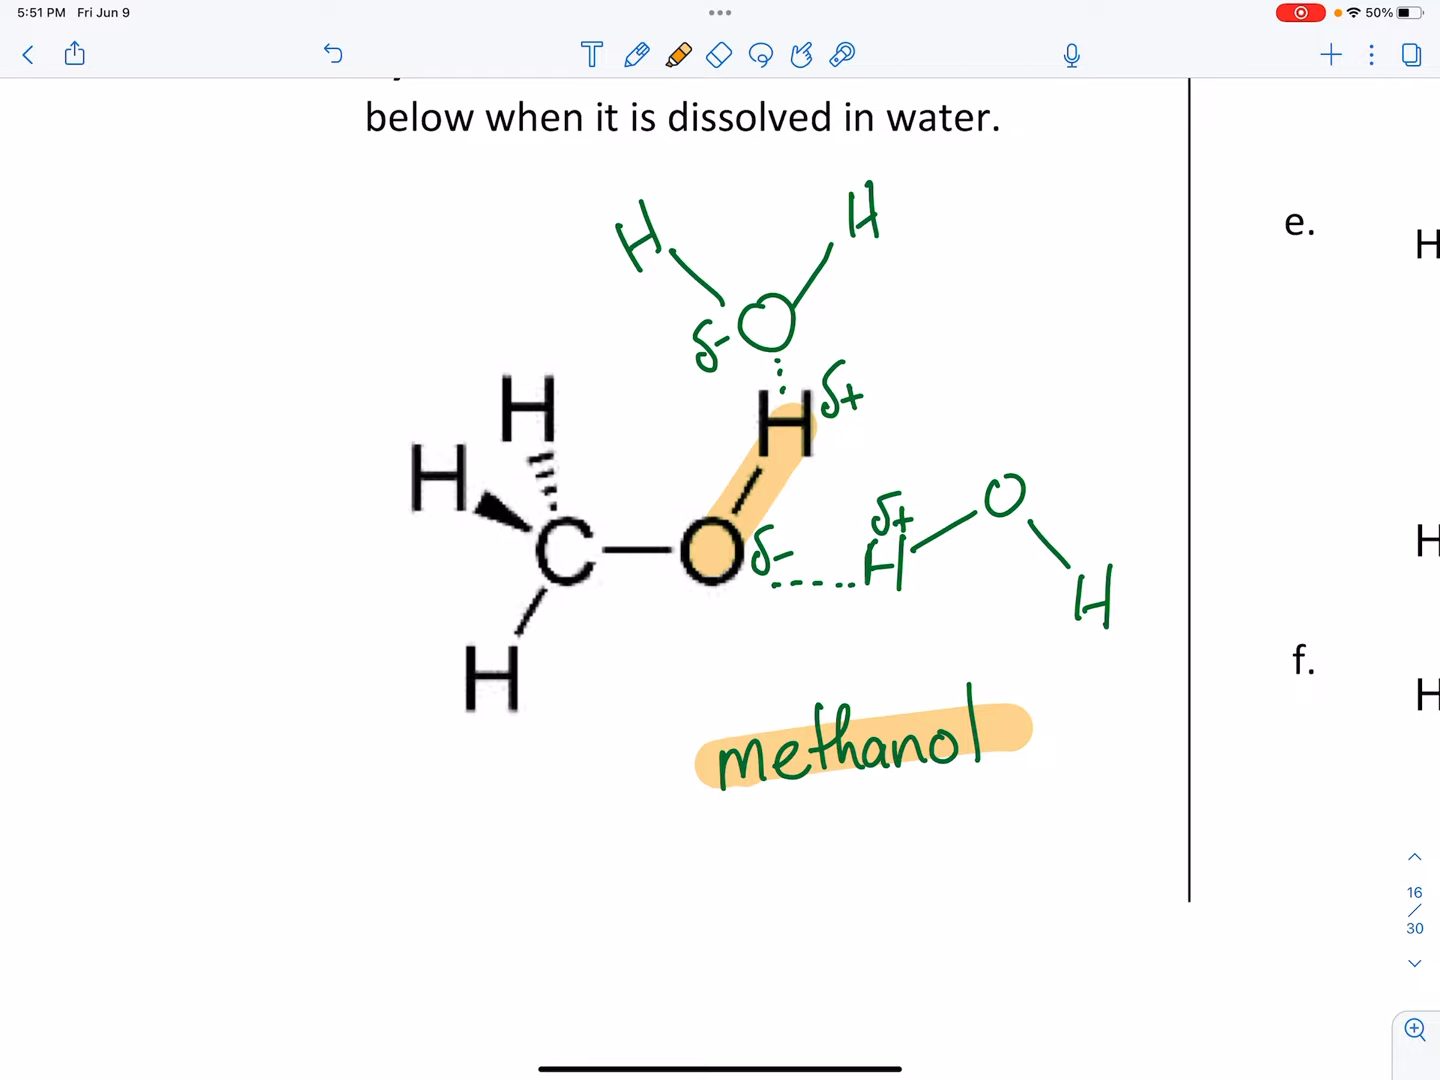 5:51 PM Fri Jun 9
50%
below when it is dissolved in water.
H H
δ- O
H δ+
H
H
δ+ O
C O δ- H
H
H
methanol
e.
H
H
f.
H
16
/
30